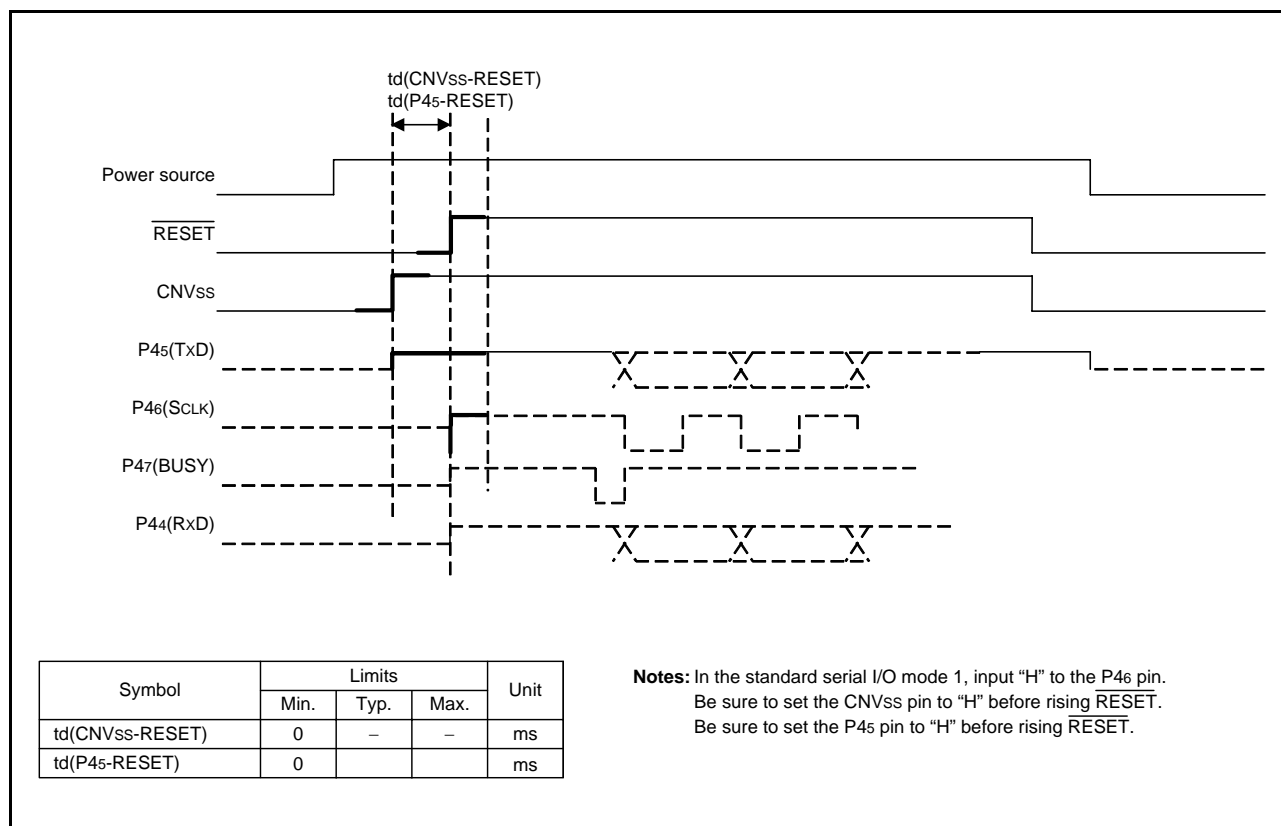 td(CNVss-RESET)
td(P45-RESET)
Power source
RESET
CNVss
P45(TxD)
P46(SCLK)
P47(BUSY)
P44(RxD)
Symbol Limits Unit
Min. Typ. Max.
td(CNVss-RESET) 0 – – ms
td(P45-RESET) 0 ms
Notes: In the standard serial I/O mode 1, input “H” to the P46 pin.
Be sure to set the CNVss pin to “H” before rising RESET.
Be sure to set the P45 pin to “H” before rising RESET.